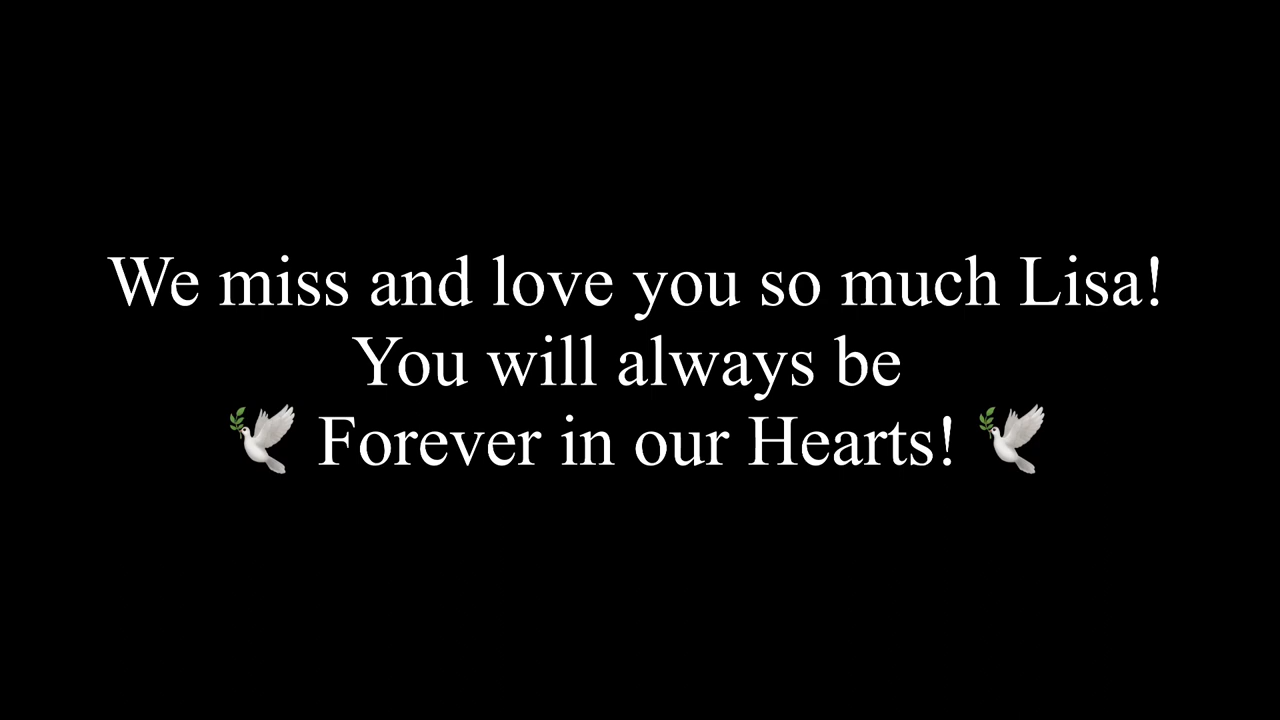 We miss and love you so much Lisa!
You will always be
🕊️ Forever in our Hearts! 🕊️